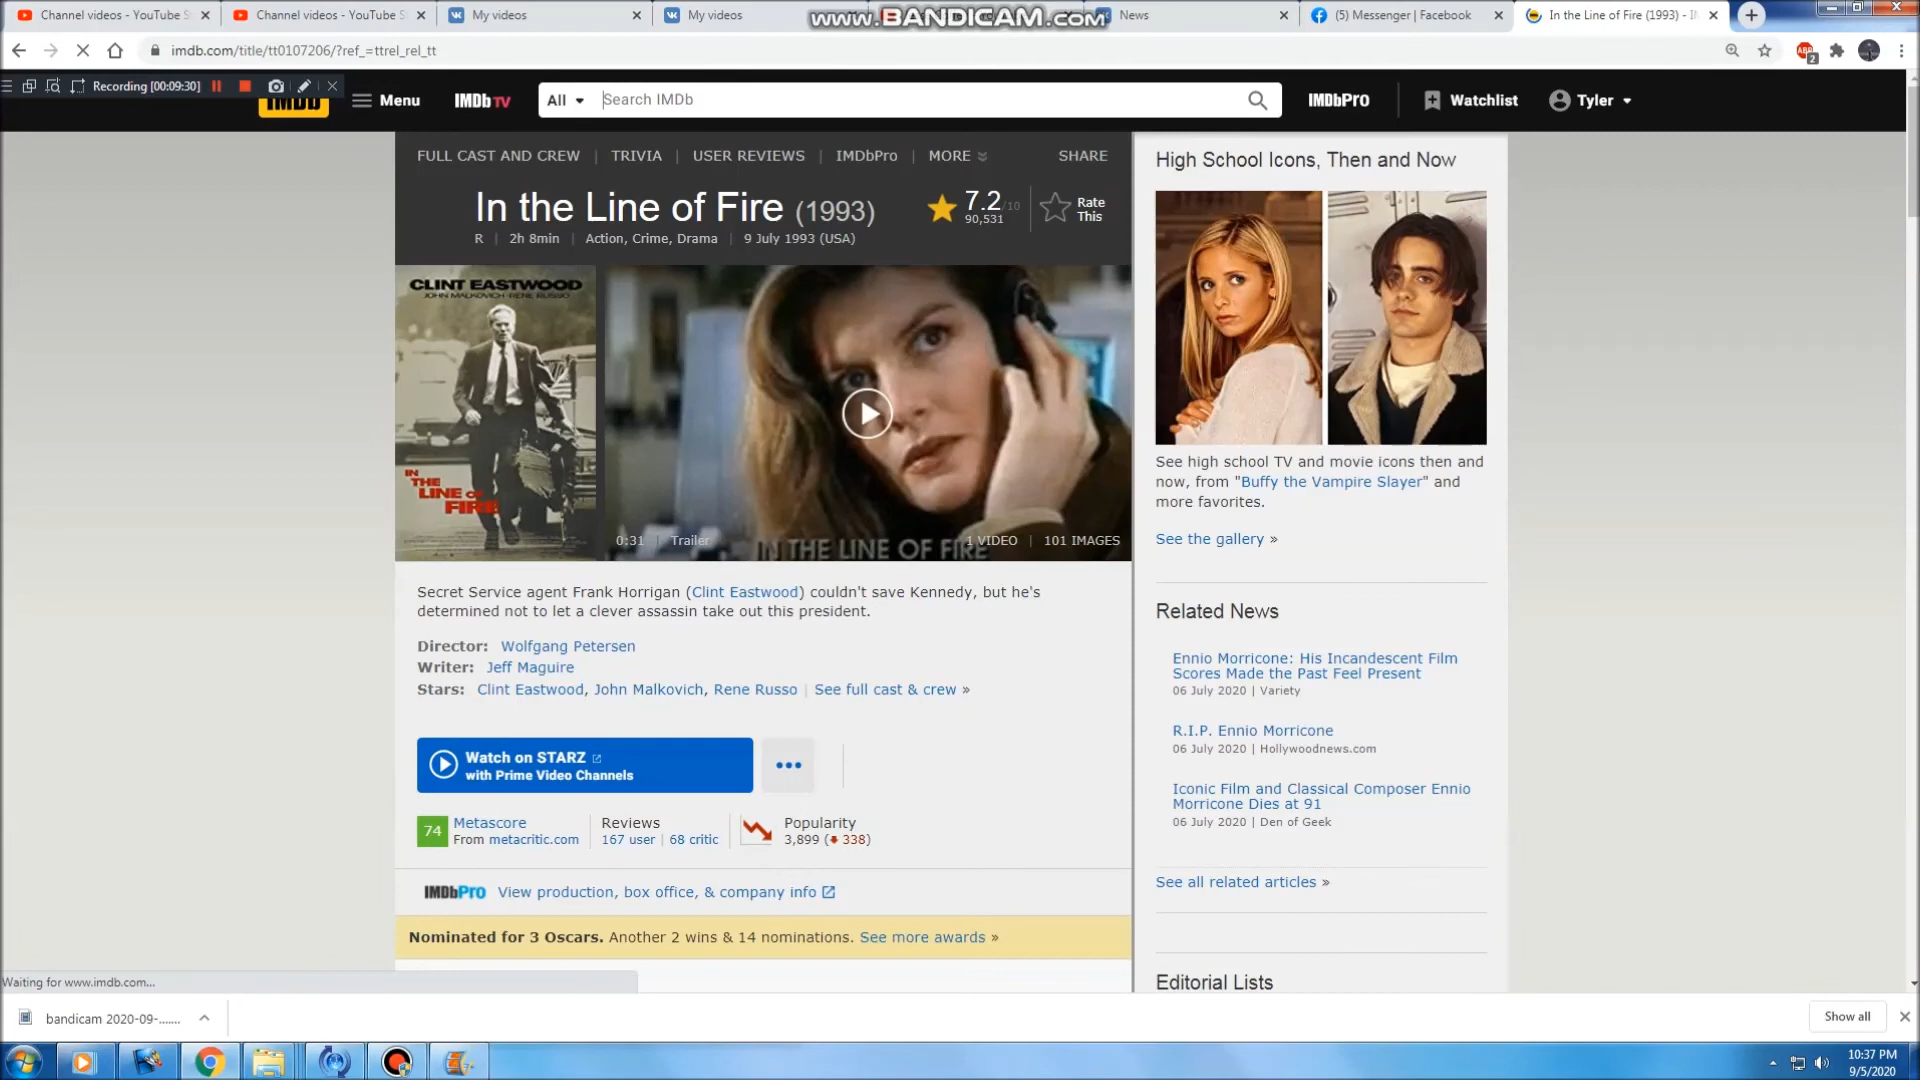 Channel videos - YouTube S
Channel videos - YouTube S
My videos
My videos
www.BANDICAM.com
News
(5) Messenger | Facebook
In the Line of Fire (1993) - I
imdb.com/title/tt0107206/?ref_=ttrel_rel_tt
ABP
2
Recording [00:09:30]
IMDb
Menu
IMDbTV
All
Search IMDb
IMDbPRO
Watchlist
Tyler
FULL CAST AND CREW | TRIVIA | USER REVIEWS | IMDbPro | MORE
SHARE
In the Line of Fire (1993)
7.2/10
90,531
Rate
This
R | 2h 8min | Action, Crime, Drama | 9 July 1993 (USA)
CLINT EASTWOOD
JOHN MALKOVICH RENE RUSSO
IN
THE
LINE OF
FIRE
0:31 | Trailer
IN THE LINE OF FIRE
1 VIDEO | 101 IMAGES
Secret Service agent Frank Horrigan (Clint Eastwood) couldn't save Kennedy, but he's
determined not to let a clever assassin take out this president.
Director: Wolfgang Petersen
Writer: Jeff Maguire
Stars: Clint Eastwood, John Malkovich, Rene Russo | See full cast & crew »
Watch on STARZ
with Prime Video Channels
74
Metascore
From metacritic.com
Reviews
167 user | 68 critic
Popularity
3,899 (338)
IMDbPro View production, box office, & company info
Nominated for 3 Oscars. Another 2 wins & 14 nominations. See more awards »
High School Icons, Then and Now
See high school TV and movie icons then and
now, from "Buffy the Vampire Slayer" and
more favorites.
See the gallery »
Related News
Ennio Morricone: His Incandescent Film
Scores Made the Past Feel Present
06 July 2020 | Variety
R.I.P. Ennio Morricone
06 July 2020 | Hollywoodnews.com
Iconic Film and Classical Composer Ennio
Morricone Dies at 91
06 July 2020 | Den of Geek
See all related articles »
Editorial Lists
Waiting for www.imdb.com...
bandicam 2020-09-......
Show all
10:37 PM
9/5/2020